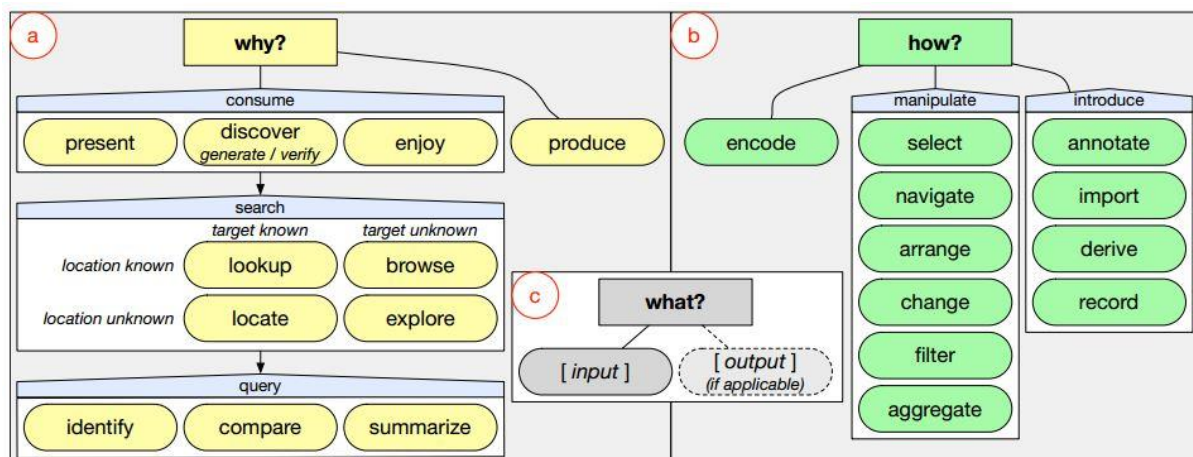 a
why?
consume
present
discover
generate / verify
enjoy
produce
search
target known
target unknown
location known
lookup
browse
location unknown
locate
explore
query
identify
compare
summarize
b
how?
encode
manipulate
select
navigate
arrange
change
filter
aggregate
introduce
annotate
import
derive
record
c
what?
[ input ]
[ output ]
(if applicable)